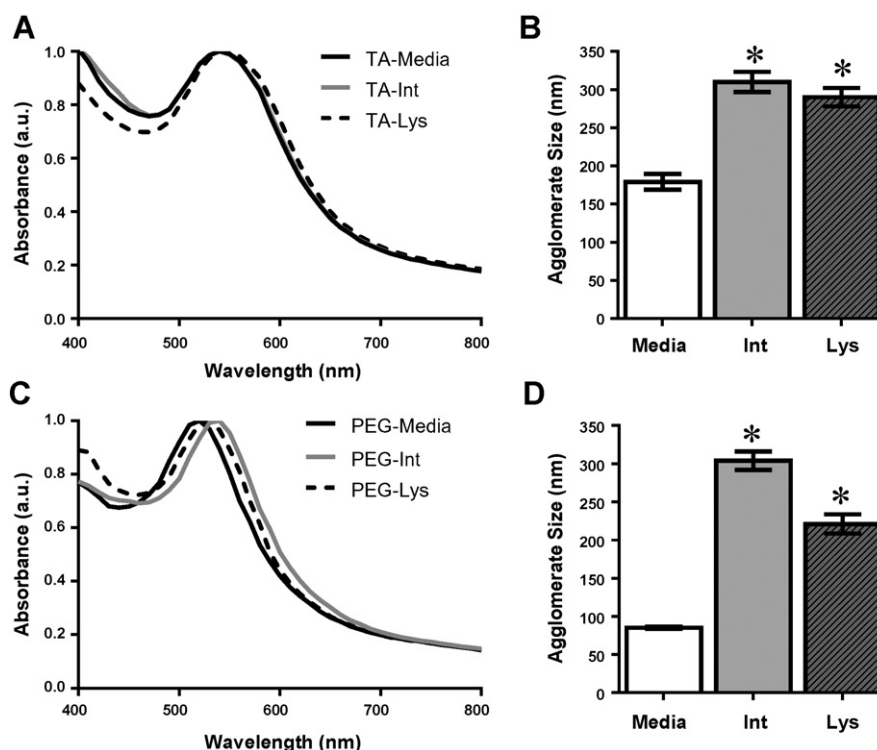 A
1.0
0.8
0.6
0.4
0.2
0.0
Absorbance (a.u.)
400 500 600 700 800
Wavelength (nm)
TA-Media
TA-Int
TA-Lys
B
350
300
250
200
150
100
50
0
Agglomerate Size (nm)
*
*
Media Int Lys
C
1.0
0.8
0.6
0.4
0.2
0.0
Absorbance (a.u.)
400 500 600 700 800
Wavelength (nm)
PEG-Media
PEG-Int
PEG-Lys
D
350
300
250
200
150
100
50
0
Agglomerate Size (nm)
*
*
Media Int Lys